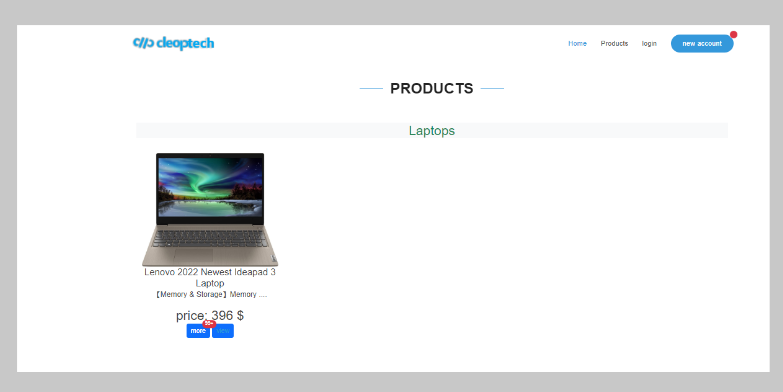 cleoptech
Home Products login new account
PRODUCTS
Laptops
Lenovo 2022 Newest Ideapad 3
Laptop
【Memory & Storage】Memory ....
price: 396 $
more